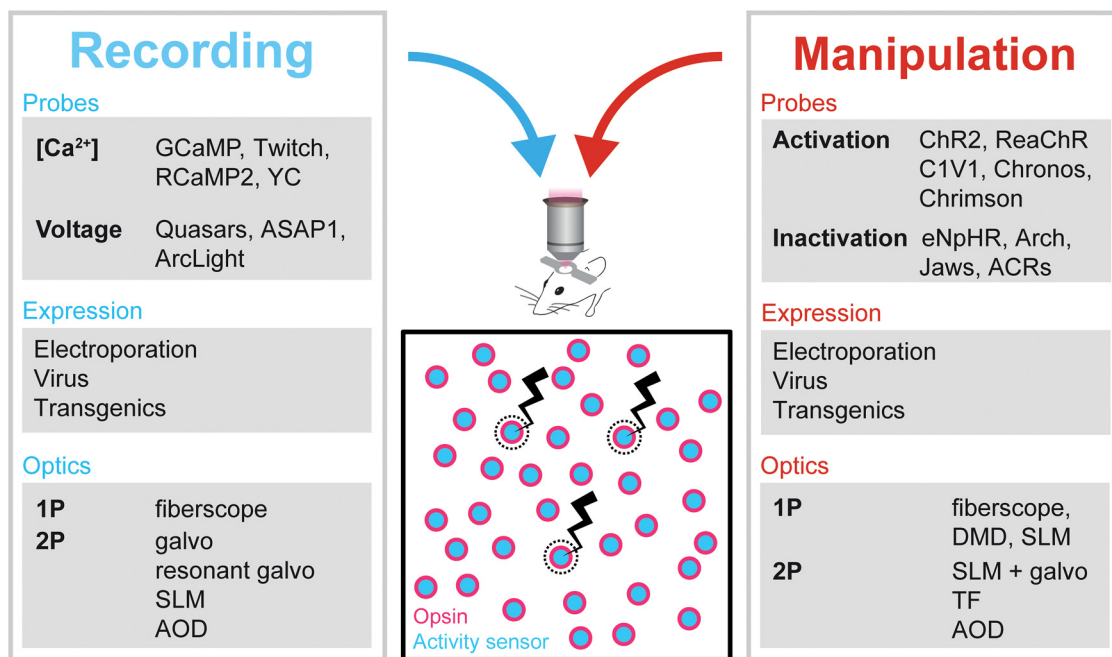 Recording
Probes
[Ca²⁺] GCaMP, Twitch,
RCaMP2, YC
Voltage Quasars, ASAP1,
ArcLight
Expression
Electroporation
Virus
Transgenics
Optics
1P fiberscope
2P galvo
resonant galvo
SLM
AOD
Opsin
Activity sensor
Manipulation
Probes
Activation ChR2, ReaChR
C1V1, Chronos,
Chrimson
Inactivation eNpHR, Arch,
Jaws, ACRs
Expression
Electroporation
Virus
Transgenics
Optics
1P fiberscope,
DMD, SLM
2P SLM + galvo
TF
AOD